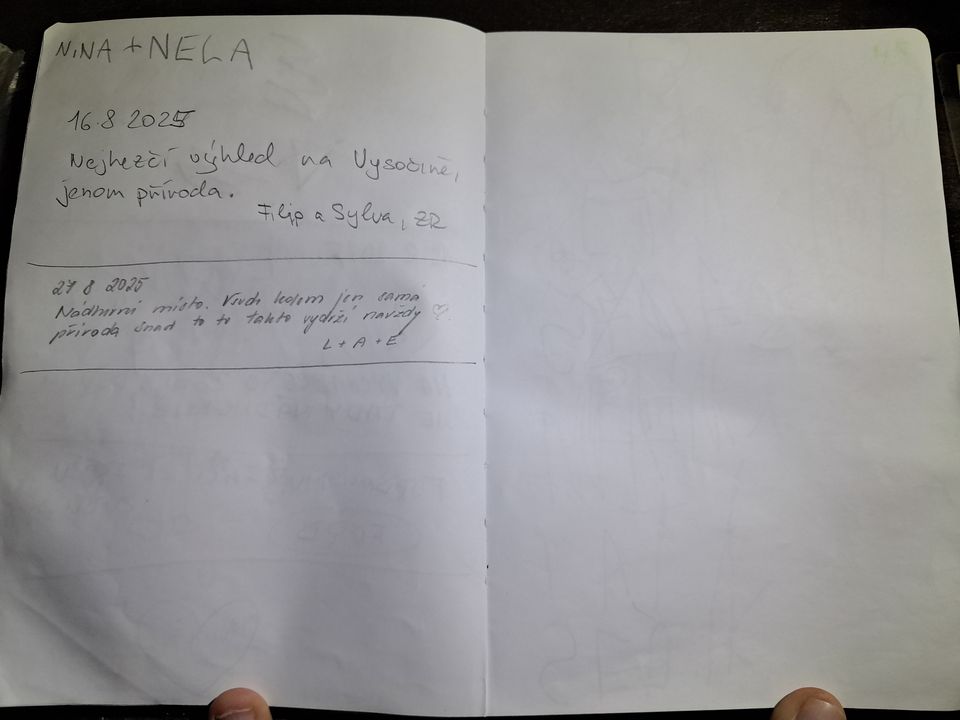 NINA + NELA
16.8 2025
Nejhezčí výhled na Vysočině,
jenom příroda.
Filip a Sylva, ZR
27 8 2025
Nádherní místo. Všude kolem jen samá
příroda snad to to takto vydrží navždy ♡.
L + A + E